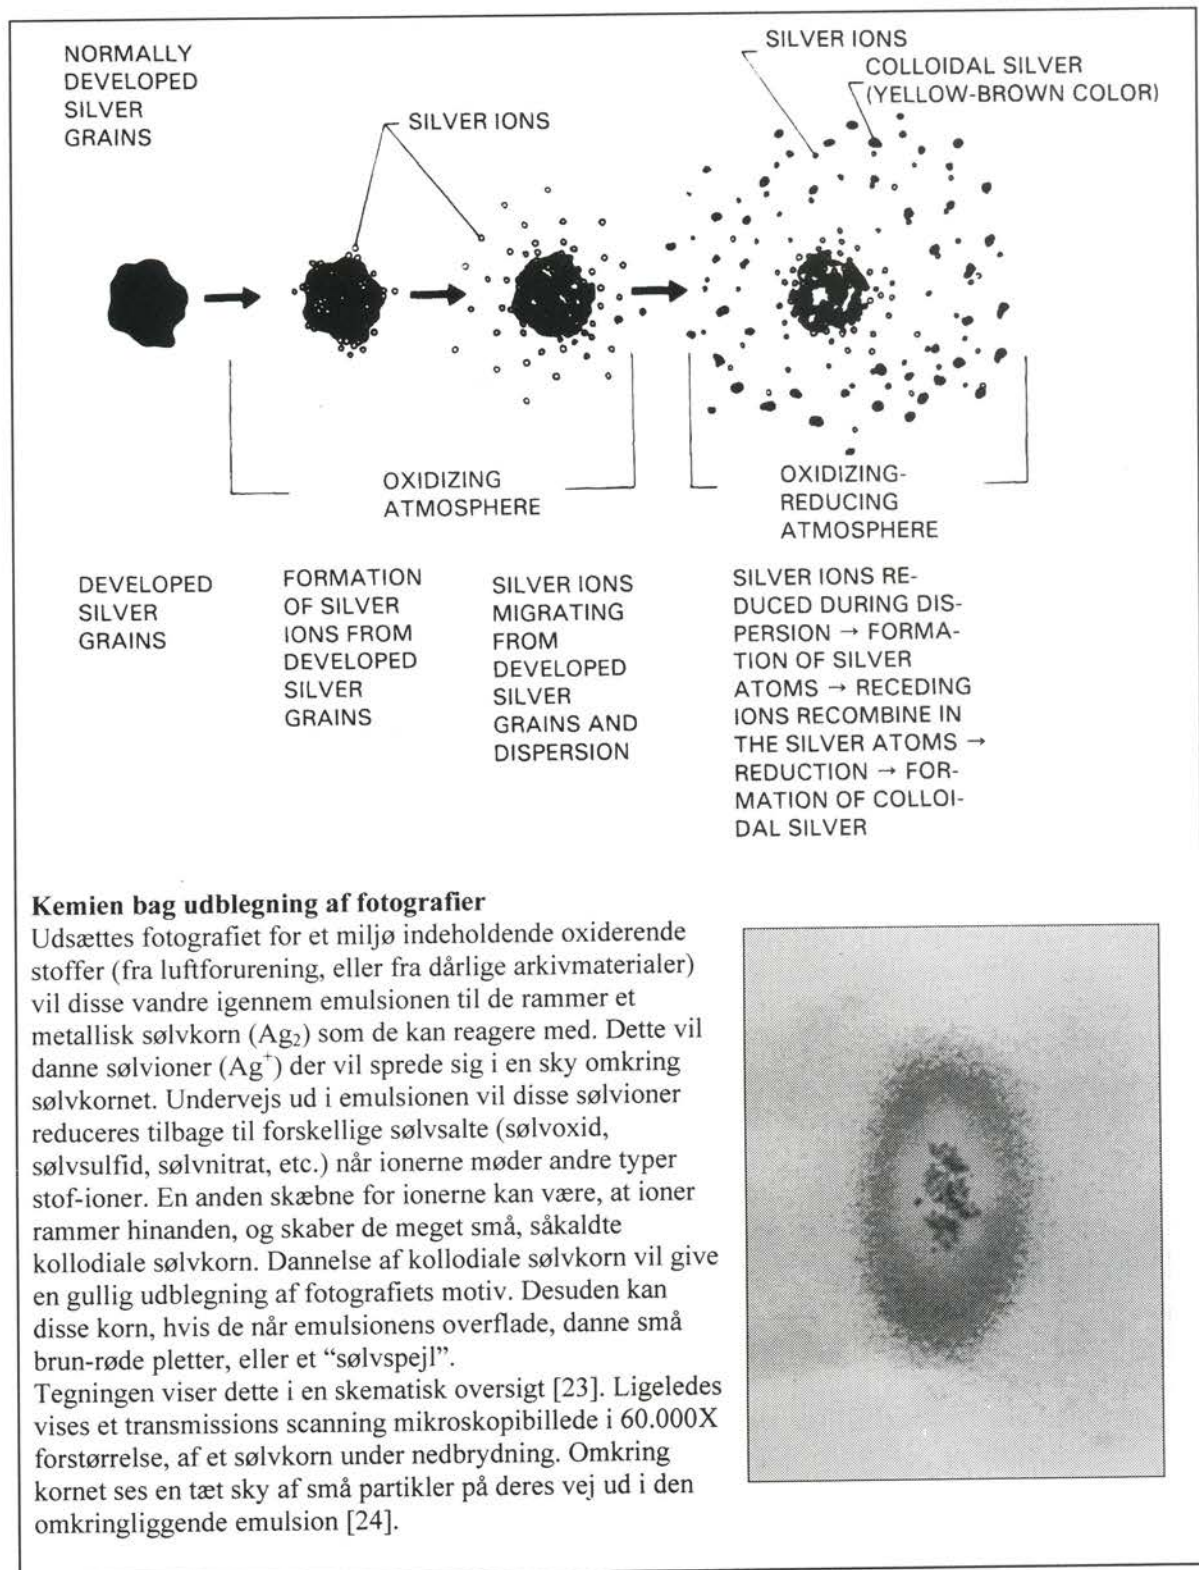 NORMALLY
DEVELOPED
SILVER
GRAINS
SILVER IONS
SILVER IONS
COLLOIDAL SILVER
(YELLOW-BROWN COLOR)
OXIDIZING
ATMOSPHERE
OXIDIZING-
REDUCING
ATMOSPHERE
DEVELOPED
SILVER
GRAINS
FORMATION
OF SILVER
IONS FROM
DEVELOPED
SILVER
GRAINS
SILVER IONS
MIGRATING
FROM
DEVELOPED
SILVER
GRAINS AND
DISPERSION
SILVER IONS RE-
DUCED DURING DIS-
PERSION → FORMA-
TION OF SILVER
ATOMS → RECEDING
IONS RECOMBINE IN
THE SILVER ATOMS →
REDUCTION → FOR-
MATION OF COLLOI-
DAL SILVER
Kemien bag udblegning af fotografier
Udsættes fotografiet for et miljø indeholdende oxiderende
stoffer (fra luftforurening, eller fra dårlige arkivmaterialer)
vil disse vandre igennem emulsionen til de rammer et
metallisk sølvkorn (Ag₂) som de kan reagere med. Dette vil
danne sølvioner (Ag⁺) der vil sprede sig i en sky omkring
sølvkornet. Undervejs ud i emulsionen vil disse sølvioner
reduceres tilbage til forskellige sølvsalte (sølvoxid,
sølvsulfid, sølvnitrat, etc.) når ionerne møder andre typer
stof-ioner. En anden skæbne for ionerne kan være, at ioner
rammer hinanden, og skaber de meget små, såkaldte
kollodiale sølvkorn. Dannelse af kollodiale sølvkorn vil give
en gullig udblegning af fotografiets motiv. Desuden kan
disse korn, hvis de når emulsionens overflade, danne små
brun-røde pletter, eller et “sølvspejl”.
Tegningen viser dette i en skematisk oversigt [23]. Ligeledes
vises et transmissions scanning mikroskopibillede i 60.000X
forstørrelse, af et sølvkorn under nedbrydning. Omkring
kornet ses en tæt sky af små partikler på deres vej ud i den
omkringliggende emulsion [24].